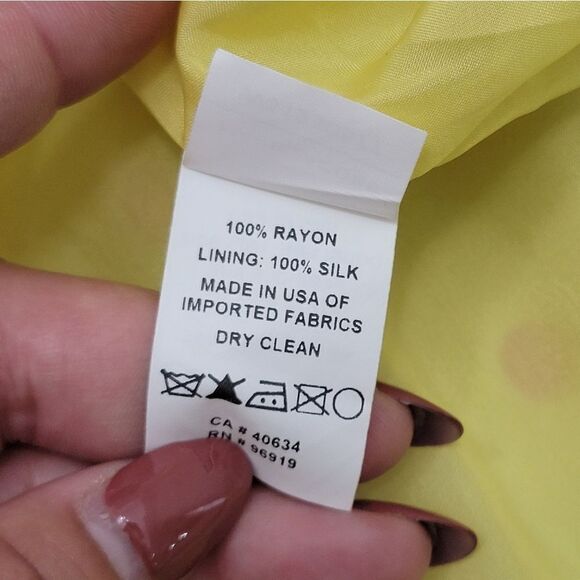 100% RAYON
LINING: 100% SILK
MADE IN USA OF
IMPORTED FABRICS
DRY CLEAN
CA # 40634
RN # 96919